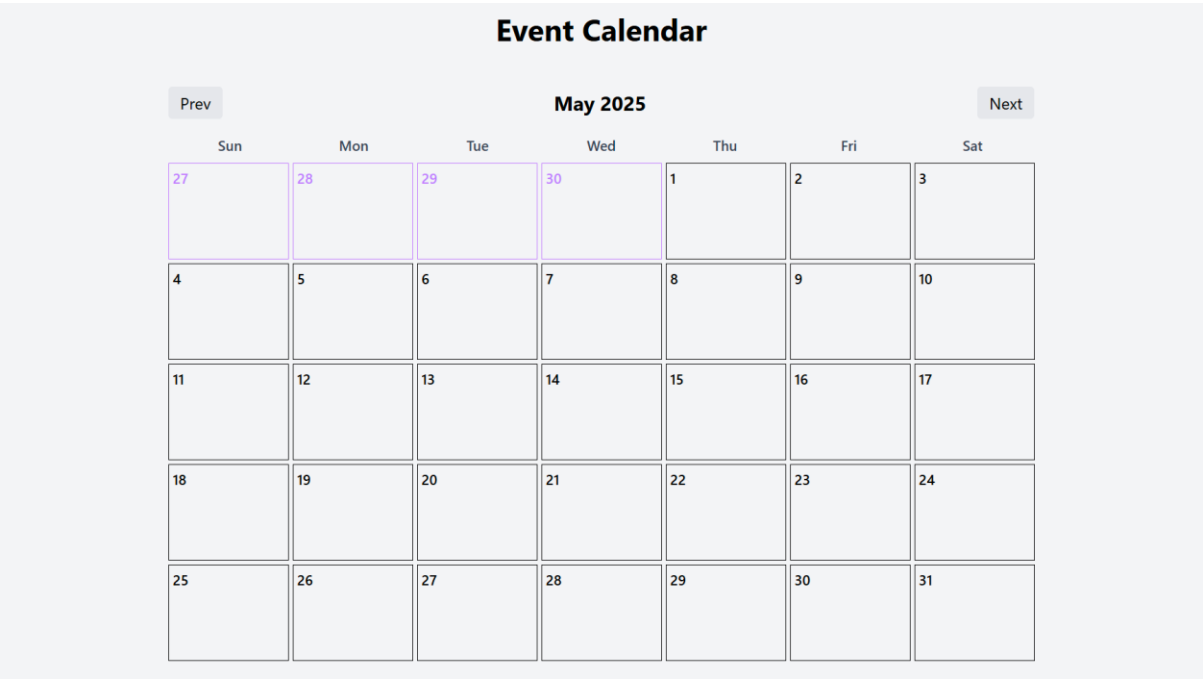 Event Calendar
Prev May 2025 Next
Sun Mon Tue Wed Thu Fri Sat
27 28 29 30 1 2 3
4 5 6 7 8 9 10
11 12 13 14 15 16 17
18 19 20 21 22 23 24
25 26 27 28 29 30 31